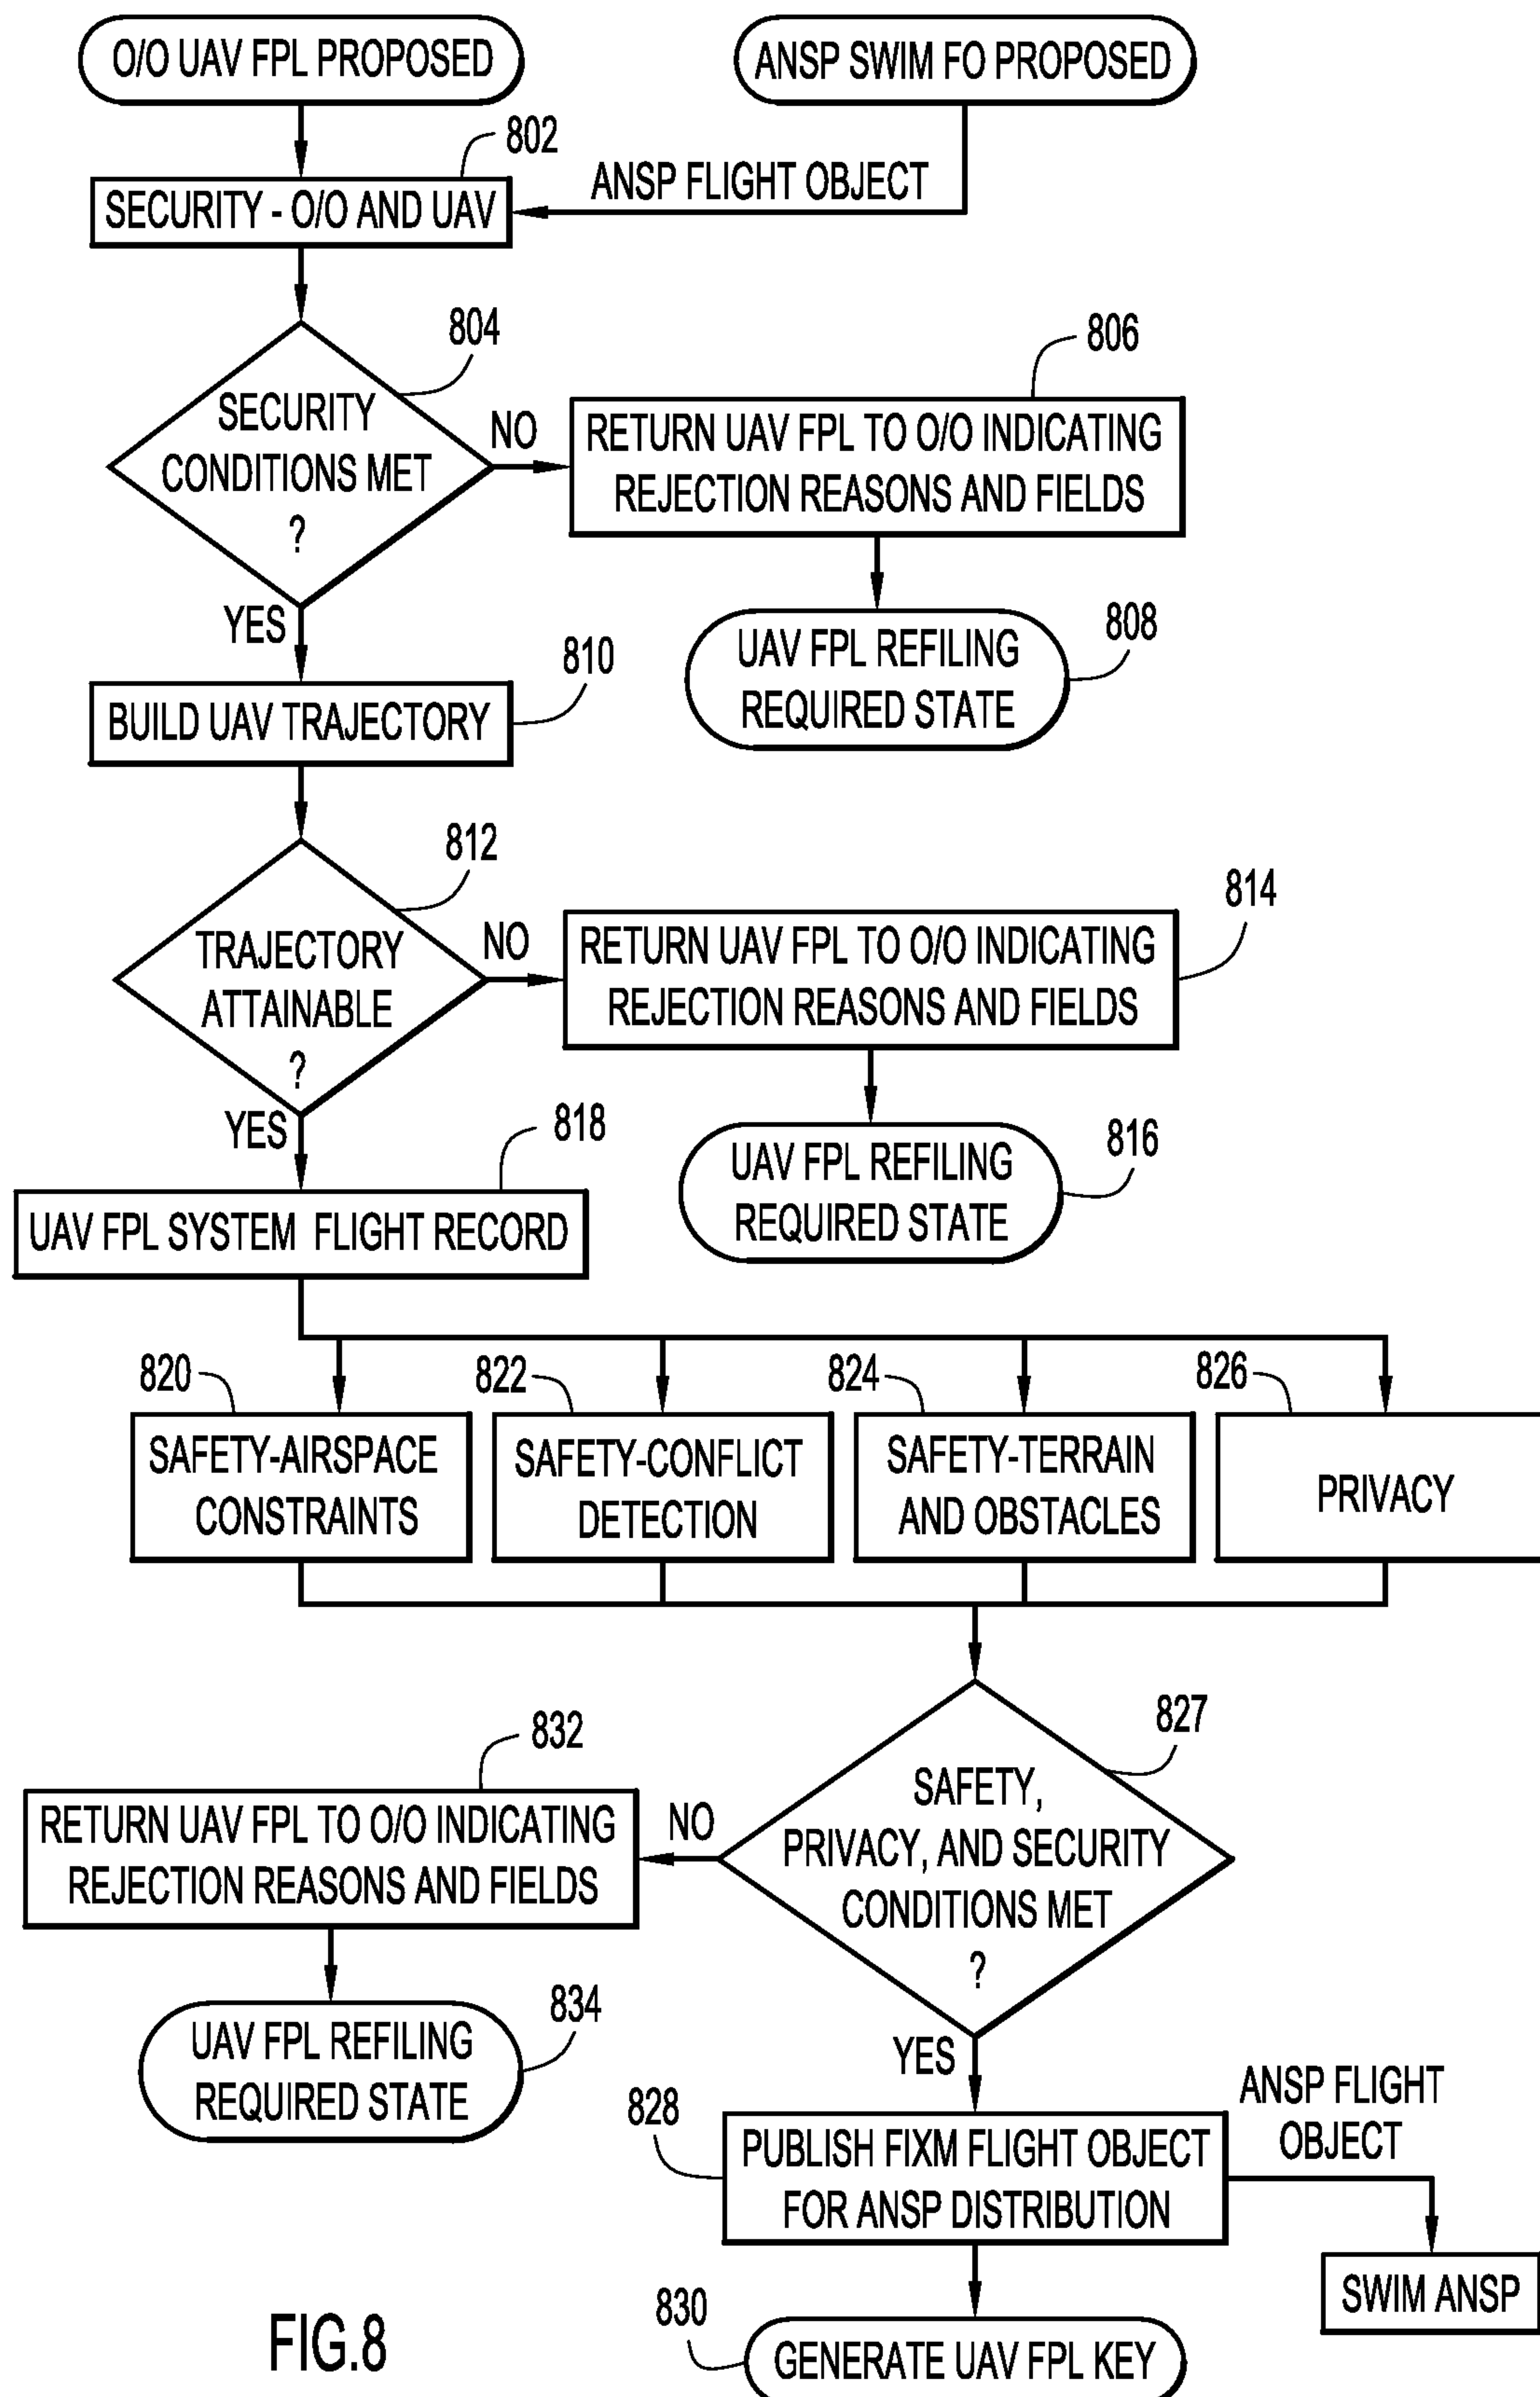 O/O UAV FPL PROPOSED
ANSP SWIM FO PROPOSED
802
ANSP FLIGHT OBJECT
SECURITY - O/O AND UAV
804
SECURITY
CONDITIONS MET
?
NO
806
RETURN UAV FPL TO O/O INDICATING
REJECTION REASONS AND FIELDS
YES
808
UAV FPL REFILING
REQUIRED STATE
810
BUILD UAV TRAJECTORY
812
TRAJECTORY
ATTAINABLE
?
NO
814
RETURN UAV FPL TO O/O INDICATING
REJECTION REASONS AND FIELDS
YES
816
UAV FPL REFILING
REQUIRED STATE
818
UAV FPL SYSTEM FLIGHT RECORD
820
SAFETY-AIRSPACE
CONSTRAINTS
822
SAFETY-CONFLICT
DETECTION
824
SAFETY-TERRAIN
AND OBSTACLES
826
PRIVACY
827
SAFETY,
PRIVACY, AND SECURITY
CONDITIONS MET
?
NO
832
RETURN UAV FPL TO O/O INDICATING
REJECTION REASONS AND FIELDS
834
UAV FPL REFILING
REQUIRED STATE
YES
828
PUBLISH FIXM FLIGHT OBJECT
FOR ANSP DISTRIBUTION
ANSP FLIGHT
OBJECT
SWIM ANSP
830
GENERATE UAV FPL KEY
FIG.8